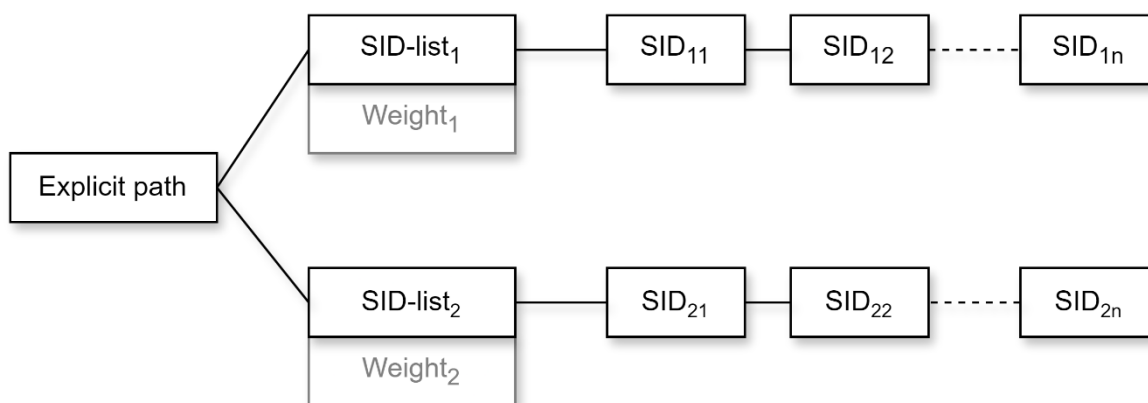 SID-list₁ SID₁₁ SID₁₂ SID₁ₙ
Weight₁
Explicit path
SID-list₂ SID₂₁ SID₂₂ SID₂ₙ
Weight₂